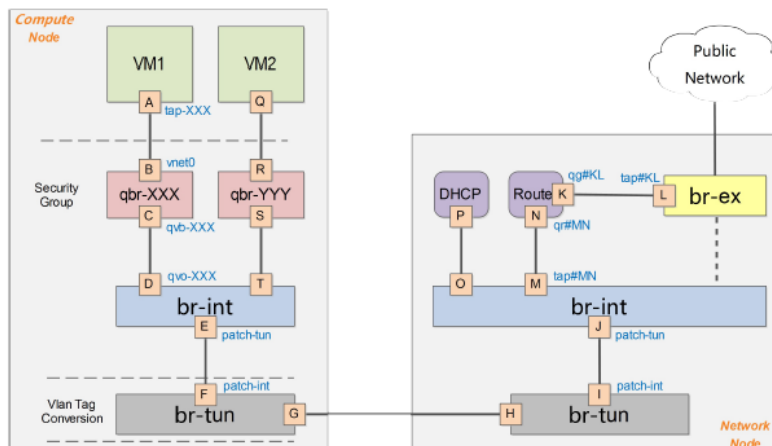 Compute
Node
VM1
VM2
Public
Network
A
Q
tap-XXX
B
vnet0
R
Security
Group
qbr-XXX
qbr-YYY
C
S
qvb-XXX
DHCP
P
Route
K
qg#KL
tap#KL
L
br-ex
N
qr#MN
qvo-XXX
D
T
br-int
E
patch-tun
O
M
tap#MN
br-int
J
patch-tun
Vlan Tag
Conversion
F
patch-int
br-tun
G
H
I
patch-int
br-tun
Network
Node